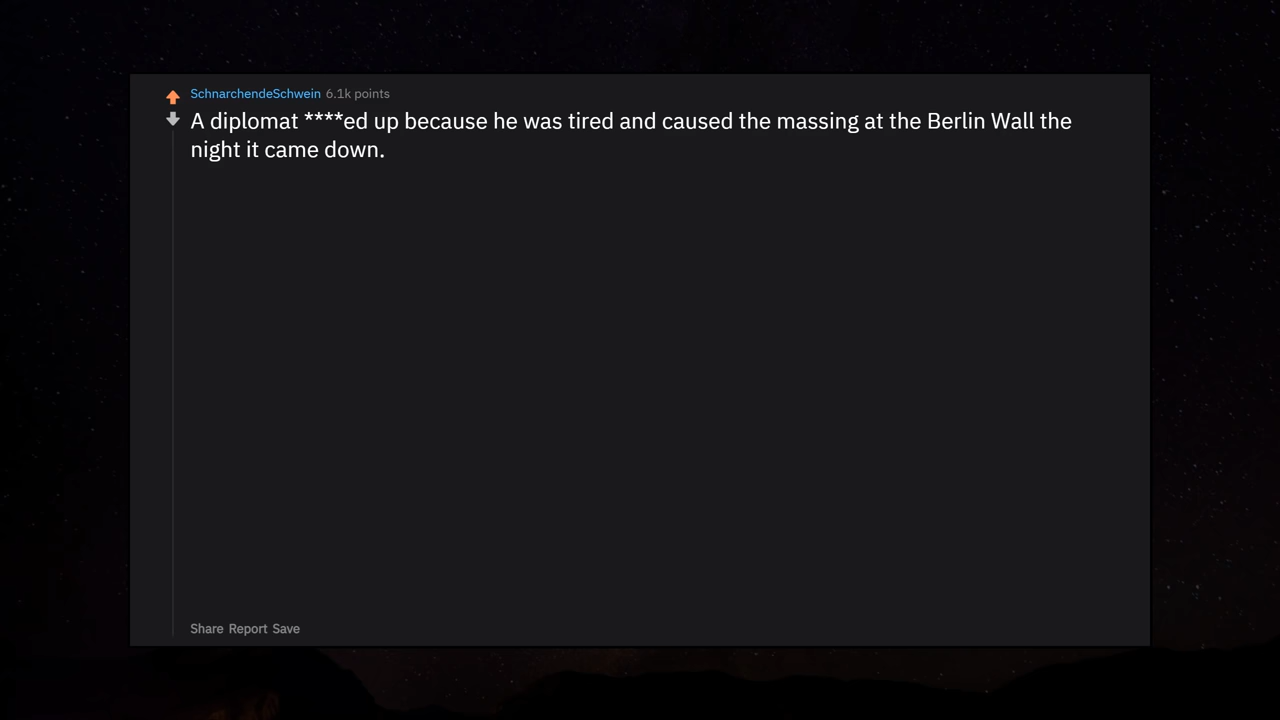 SchnarchendeSchwein 6.1k points
A diplomat ****ed up because he was tired and caused the massing at the Berlin Wall the
night it came down.
Share Report Save